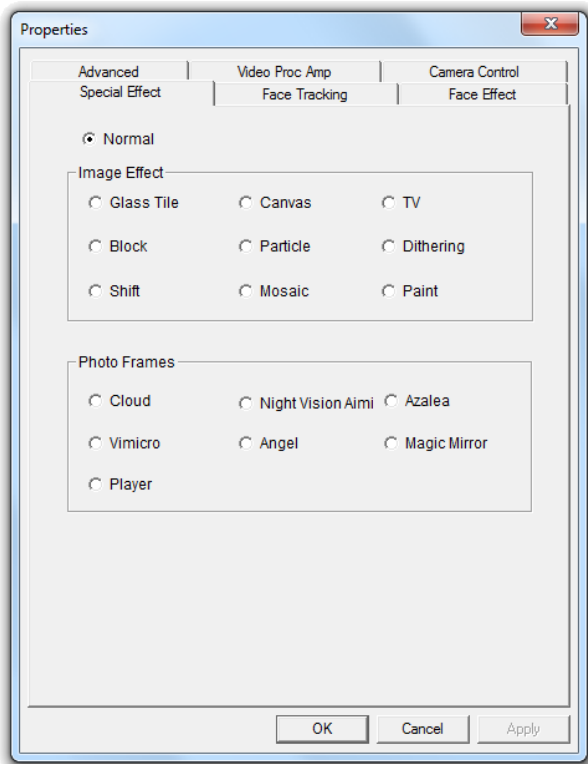 Properties
Advanced Video Proc Amp Camera Control
Special Effect Face Tracking Face Effect
Normal
Image Effect
Glass Tile Canvas TV
Block Particle Dithering
Shift Mosaic Paint
Photo Frames
Cloud Night Vision Aimi Azalea
Vimicro Angel Magic Mirror
Player
OK Cancel Apply